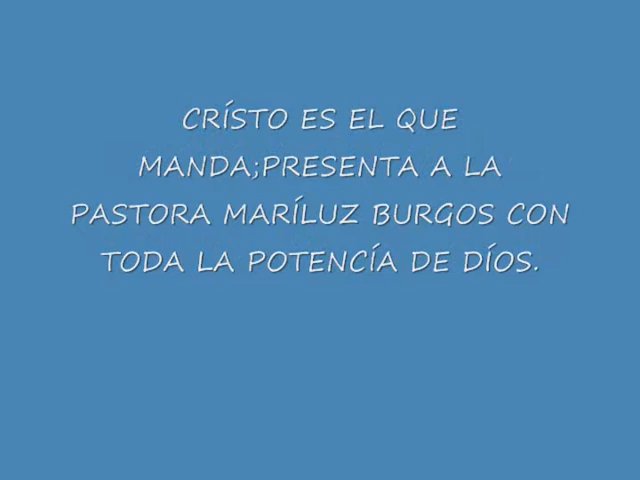 CRÍSTO ES EL QUE
MANDA;PRESENTA A LA
PASTORA MARÍLUZ BURGOS CON
TODA LA POTENCÍA DE DÍOS.